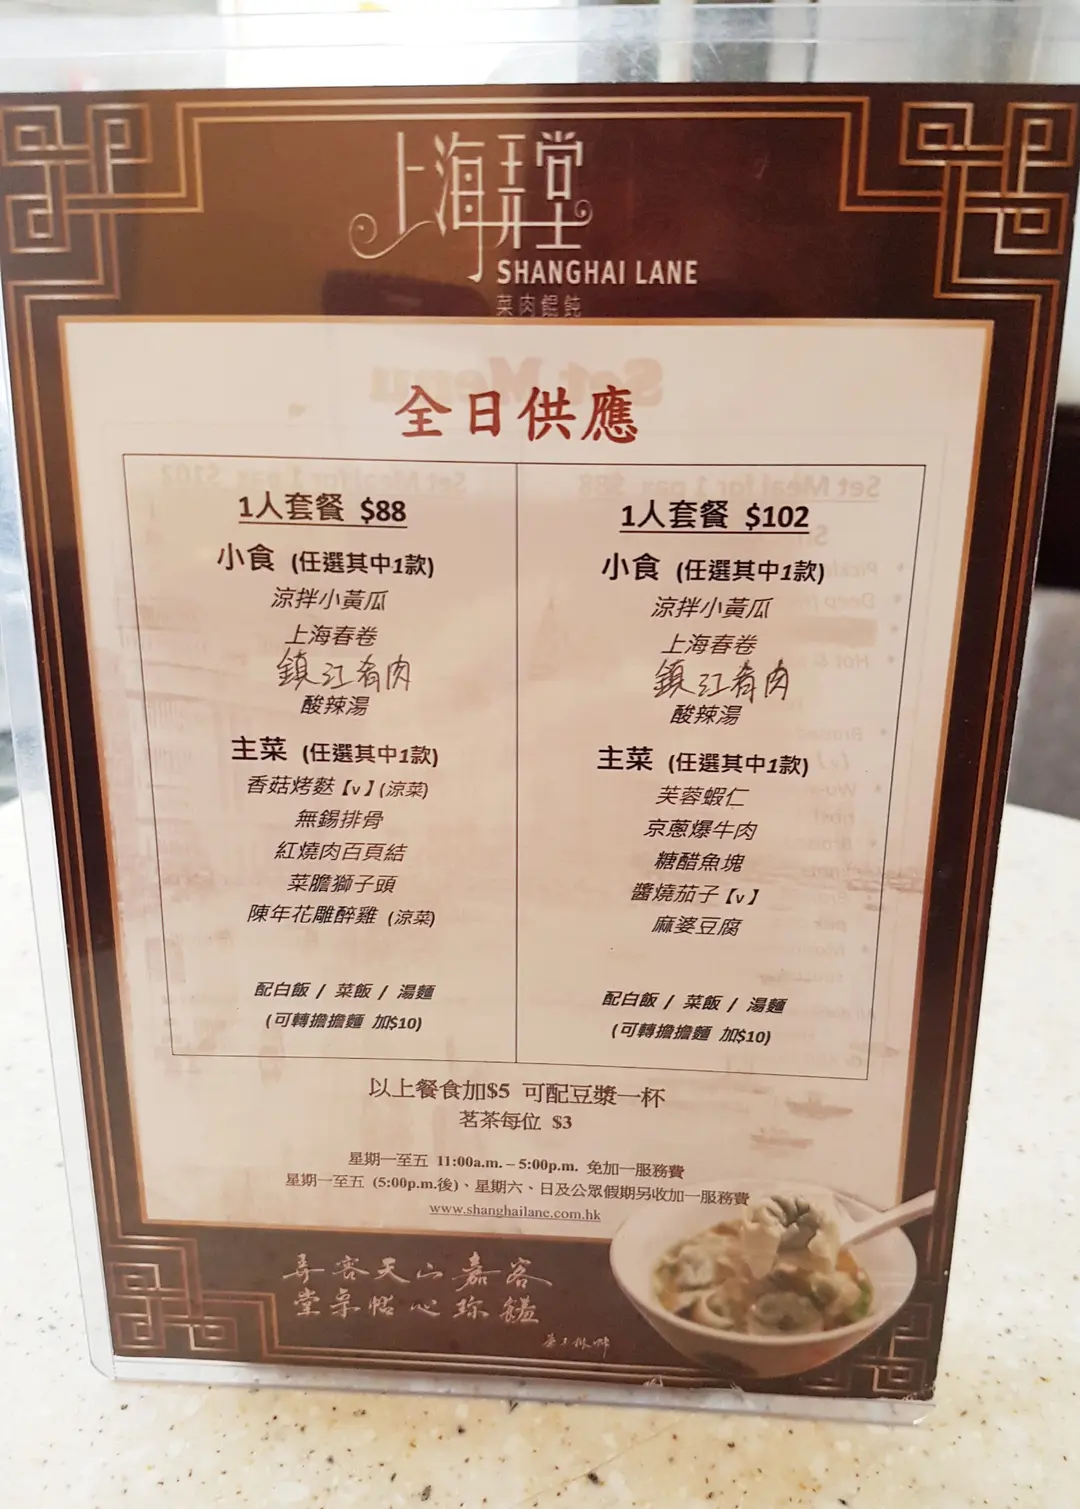 上海弄堂
SHANGHAI LANE
菜肉餛飩
全日供應
1人套餐 $88
小食 (任選其中1款)
涼拌小黃瓜
上海春卷
鎮江肴肉
酸辣湯
主菜 (任選其中1款)
香菇烤麩【v】(涼菜)
無錫排骨
紅燒肉百頁結
菜膽獅子頭
陳年花雕醉雞 (涼菜)
配白飯 / 菜飯 / 湯麵
(可轉擔擔麵 加$10)
1人套餐 $102
小食 (任選其中1款)
涼拌小黃瓜
上海春卷
鎮江肴肉
酸辣湯
主菜 (任選其中1款)
芙蓉蝦仁
京蔥爆牛肉
糖醋魚塊
醬燒茄子【v】
麻婆豆腐
配白飯 / 菜飯 / 湯麵
(可轉擔擔麵 加$10)
以上餐食加$5 可配豆漿一杯
茗茶每位 $3
星期一至五 11:00a.m. – 5:00p.m. 免加一服務費
星期一至五 (5:00p.m.後)、星期六、日及公眾假期另收加一服務費
www.shanghailane.com.hk